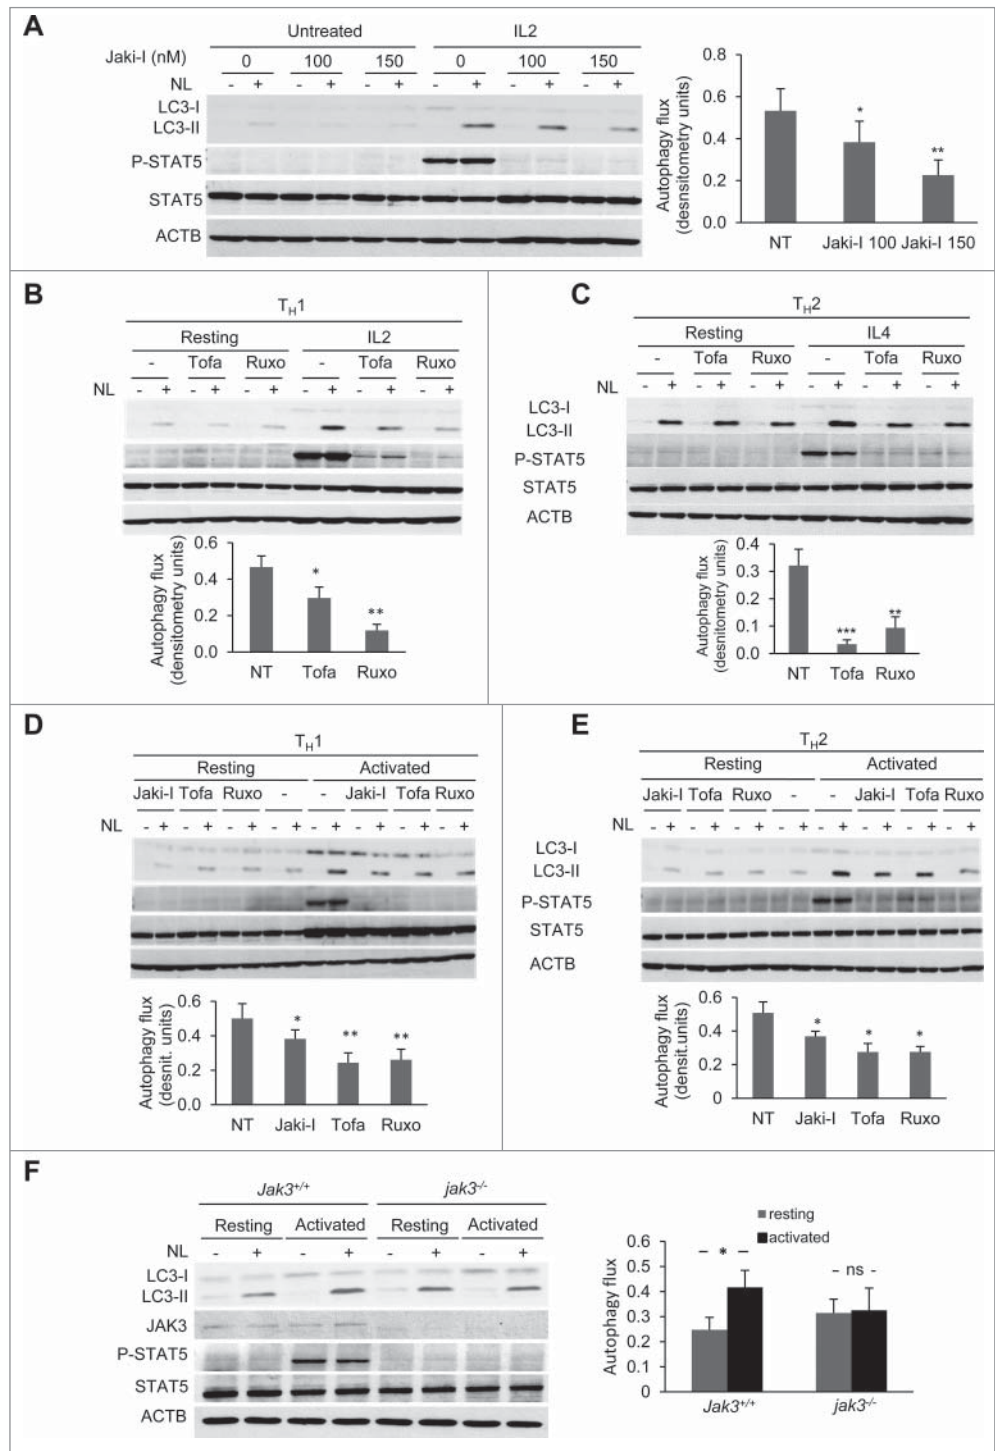 A
Untreated IL2
Jaki-I (nM) 0 100 150 0 100 150
NL - + - + - + - + - + - +
LC3-I
LC3-II
P-STAT5
STAT5
ACTB
Autophagy flux
(desnsitometry units)
0.8
0.6
0.4
0.2
0.0
*
**
NT Jaki-I 100 Jaki-I 150
B
TH1
Resting IL2
- Tofa Ruxo - Tofa Ruxo
NL - + - + - + - + - + - +
Autophagy flux
(densitometry units)
0.6
0.4
0.2
0.0
*
**
NT Tofa Ruxo
C
TH2
Resting IL4
- Tofa Ruxo - Tofa Ruxo
NL - + - + - + - + - + - +
LC3-I
LC3-II
P-STAT5
STAT5
ACTB
Autophagy flux
(desnitometry units)
0.4
0.3
0.2
0.1
0.0
***
**
NT Tofa Ruxo
D
TH1
Resting Activated
Jaki-I Tofa Ruxo - - Jaki-I Tofa Ruxo
NL - + - + - + - + - + - + - + - +
Autophagy flux
(desnit. units)
0.6
0.4
0.2
0.0
*
**
**
NT Jaki-I Tofa Ruxo
E
TH2
Resting Activated
Jaki-I Tofa Ruxo - - Jaki-I Tofa Ruxo
NL - + - + - + - + - + - + - + - +
LC3-I
LC3-II
P-STAT5
STAT5
ACTB
Autophagy flux
(densit.units)
0.6
0.4
0.2
0
*
*
*
NT Jaki-I Tofa Ruxo
F
Jak3+/+ jak3-/-
Resting Activated Resting Activated
NL - + - + - + - +
LC3-I
LC3-II
JAK3
P-STAT5
STAT5
ACTB
resting
activated
Autophagy flux
0.6
0.5
0.4
0.3
0.2
0.1
0
- * -
- ns -
Jak3+/+ jak3-/-